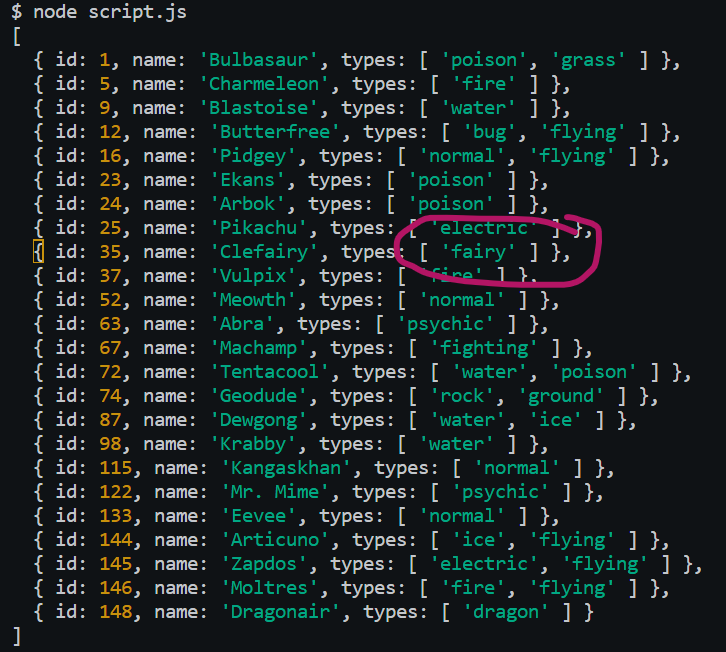 $ node script.js
[
  { id: 1, name: 'Bulbasaur', types: [ 'poison', 'grass' ] },
  { id: 5, name: 'Charmeleon', types: [ 'fire' ] },
  { id: 9, name: 'Blastoise', types: [ 'water' ] },
  { id: 12, name: 'Butterfree', types: [ 'bug', 'flying' ] },
  { id: 16, name: 'Pidgey', types: [ 'normal', 'flying' ] },
  { id: 23, name: 'Ekans', types: [ 'poison' ] },
  { id: 24, name: 'Arbok', types: [ 'poison' ] },
  { id: 25, name: 'Pikachu', types: [ 'electric' ] },
  { id: 35, name: 'Clefairy', types: [ 'fairy' ] },
  { id: 37, name: 'Vulpix', types: [ 'fire' ] },
  { id: 52, name: 'Meowth', types: [ 'normal' ] },
  { id: 63, name: 'Abra', types: [ 'psychic' ] },
  { id: 67, name: 'Machamp', types: [ 'fighting' ] },
  { id: 72, name: 'Tentacool', types: [ 'water', 'poison' ] },
  { id: 74, name: 'Geodude', types: [ 'rock', 'ground' ] },
  { id: 87, name: 'Dewgong', types: [ 'water', 'ice' ] },
  { id: 98, name: 'Krabby', types: [ 'water' ] },
  { id: 115, name: 'Kangaskhan', types: [ 'normal' ] },
  { id: 122, name: 'Mr. Mime', types: [ 'psychic' ] },
  { id: 133, name: 'Eevee', types: [ 'normal' ] },
  { id: 144, name: 'Articuno', types: [ 'ice', 'flying' ] },
  { id: 145, name: 'Zapdos', types: [ 'electric', 'flying' ] },
  { id: 146, name: 'Moltres', types: [ 'fire', 'flying' ] },
  { id: 148, name: 'Dragonair', types: [ 'dragon' ] }
]